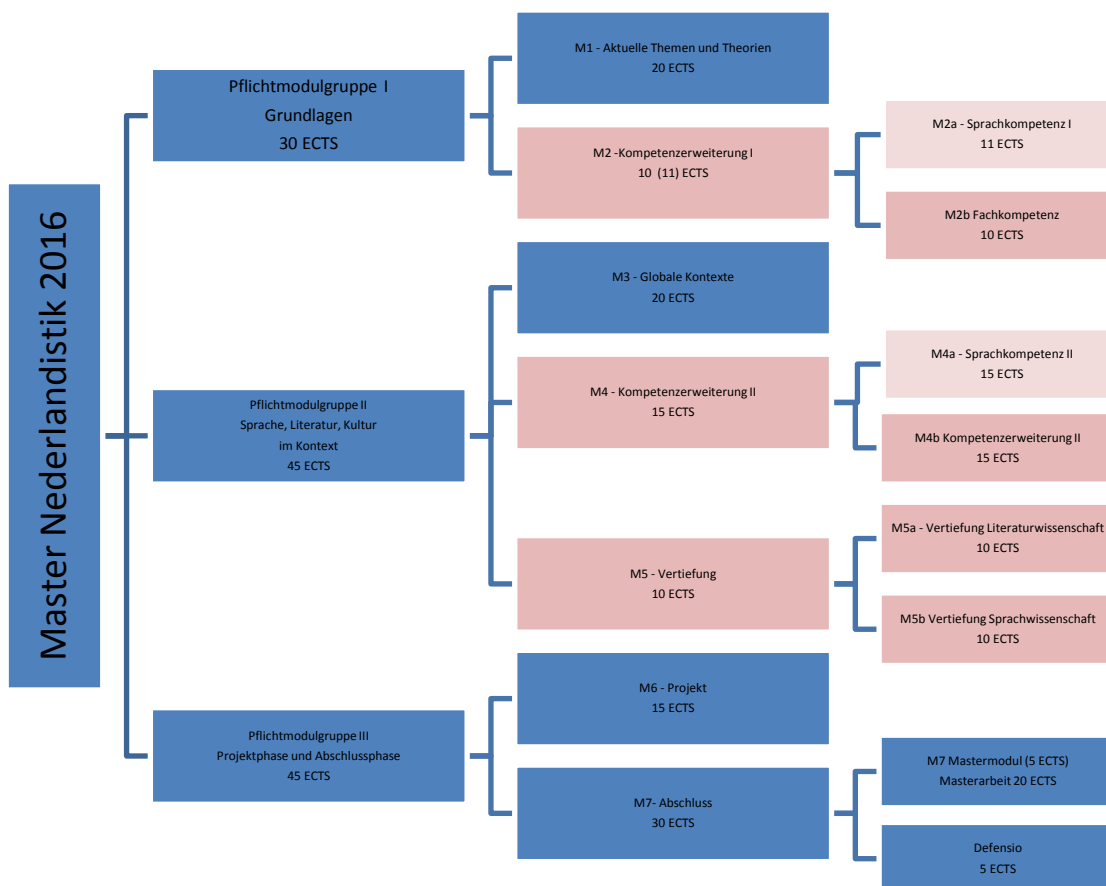 Master Nederlandistik 2016
Pflichtmodulgruppe I
Grundlagen
30 ECTS
M1 - Aktuelle Themen und Theorien
20 ECTS
M2 -Kompetenzerweiterung I
10 (11) ECTS
M2a - Sprachkompetenz I
11 ECTS
M2b Fachkompetenz
10 ECTS
Pflichtmodulgruppe II
Sprache, Literatur, Kultur
im Kontext
45 ECTS
M3 - Globale Kontexte
20 ECTS
M4 - Kompetenzerweiterung II
15 ECTS
M4a - Sprachkompetenz II
15 ECTS
M4b Kompetenzerweiterung II
15 ECTS
M5 - Vertiefung
10 ECTS
M5a - Vertiefung Literaturwissenschaft
10 ECTS
M5b Vertiefung Sprachwissenschaft
10 ECTS
Pflichtmodulgruppe III
Projektphase und Abschlussphase
45 ECTS
M6 - Projekt
15 ECTS
M7- Abschluss
30 ECTS
M7 Mastermodul (5 ECTS)
Masterarbeit 20 ECTS
Defensio
5 ECTS